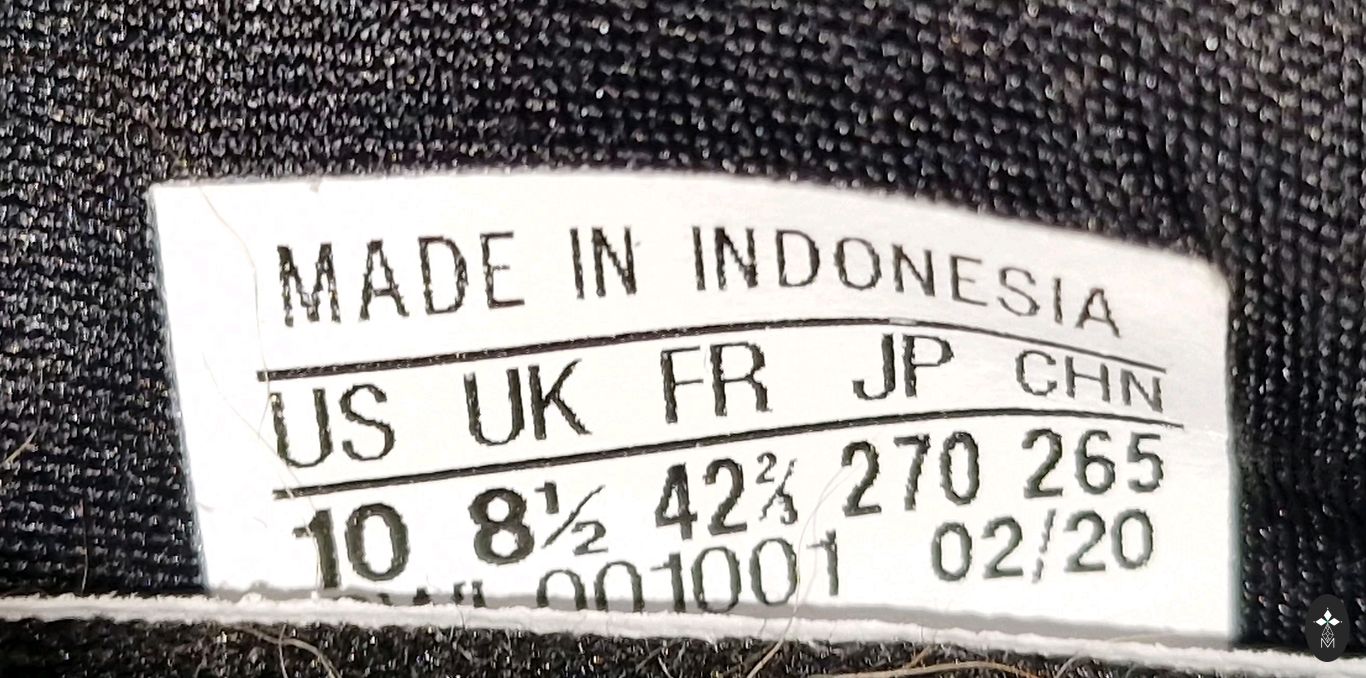 MADE IN INDONESIA
US UK FR JP CHN
10 8½ 42⅔ 270 265
001001 02/20